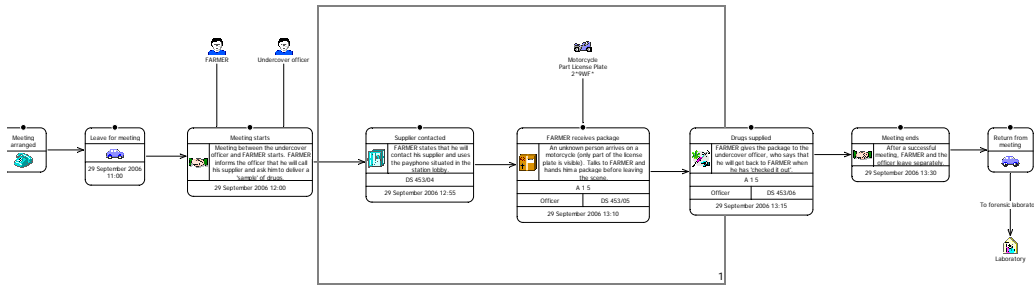 FARMER
Undercover officer
Motorcycle
Part License Plate
2*9WF*
Meeting
arranged
Leave for meeting
29 September 2006
11:00
Meeting starts
Meeting between the undercover
officer and FARMER starts. FARMER
informs the officer that he will call
his supplier and ask him to deliver a
'sample' of drugs.
29 September 2006 12:00
Supplier contacted
FARMER states that he will
contact his supplier and uses
the payphone situated in the
station lobby.
DS 453/04
29 September 2006 12:55
FARMER receives package
An unknown person arrives on a
motorcycle (only part of the license
plate is visible). Talks to FARMER and
hands him a package before leaving
the scene.
A 1 5
Officer
DS 453/05
29 September 2006 13:10
Drugs supplied
FARMER gives the package to the
undercover officer, who says that
he will get back to FARMER when
he has 'checked it out'.
A 1 5
Officer
DS 453/06
29 September 2006 13:15
Meeting ends
After a successful
meeting, FARMER and the
officer leave separately.
29 September 2006 13:30
Return from
meeting
To forensic laborato
Laboratory
1